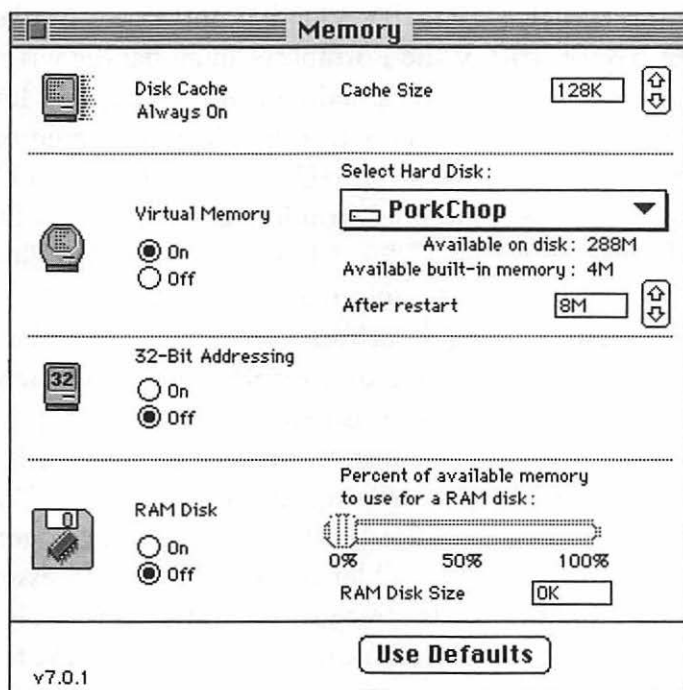 Memory
Disk Cache
Always On
Cache Size
128K
Select Hard Disk:
PorkChop
Virtual Memory
On
Off
Available on disk: 288M
Available built-in memory: 4M
After restart
8M
32
32-Bit Addressing
On
Off
Percent of available memory
to use for a RAM disk:
RAM Disk
On
Off
0% 50% 100%
RAM Disk Size
0K
Use Defaults
v7.0.1